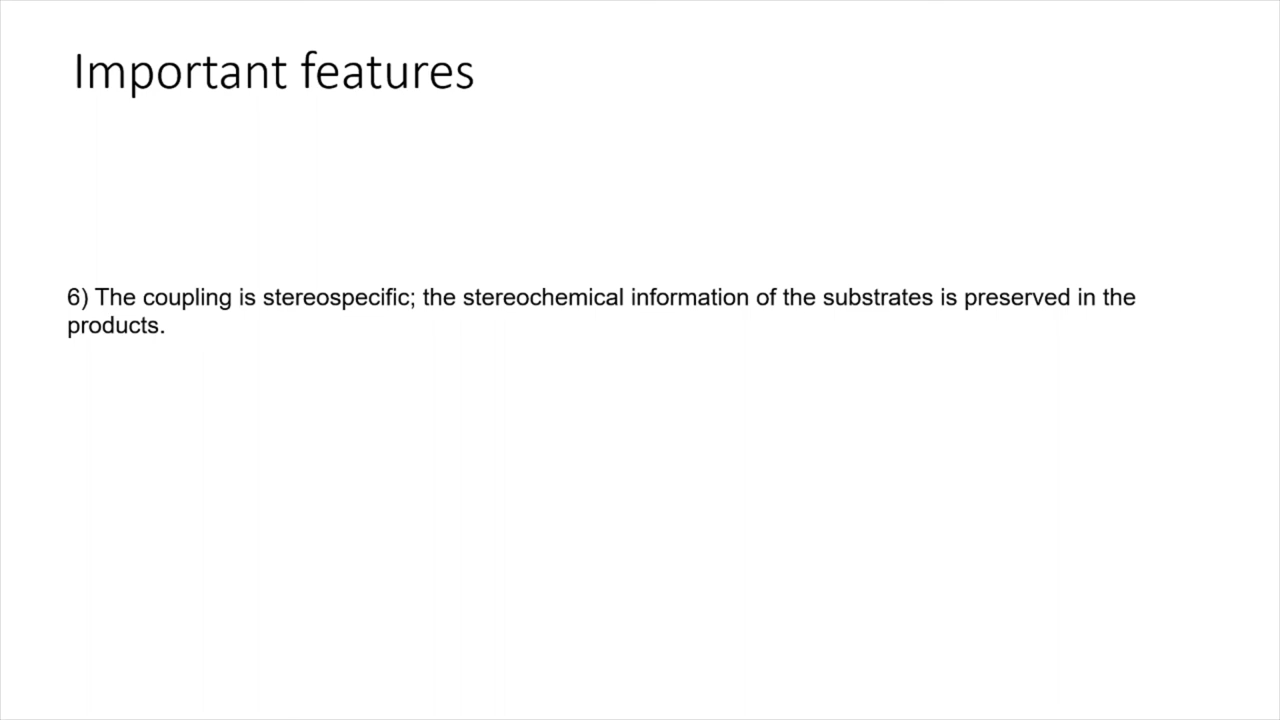 Important features
6) The coupling is stereospecific; the stereochemical information of the substrates is preserved in the
products.